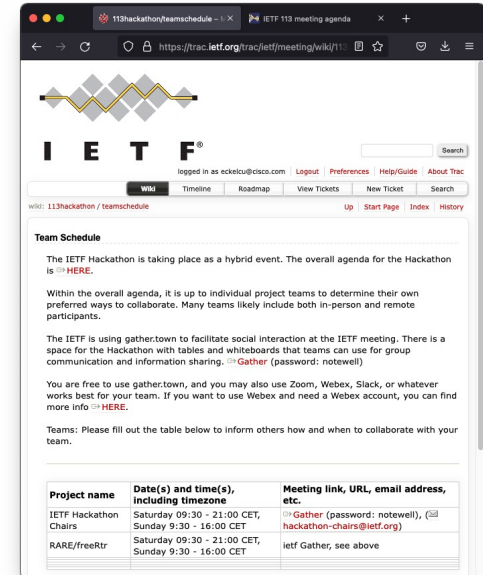 113hackathon/teamschedule – 
IETF 113 meeting agenda
https://trac.ietf.org/trac/ietf/meeting/wiki/113
I E T F®
Search
logged in as eckelcu@cisco.com Logout Preferences Help/Guide About Trac
Wiki Timeline Roadmap View Tickets New Ticket Search
wiki: 113hackathon / teamschedule
Up Start Page Index History
Team Schedule
The IETF Hackathon is taking place as a hybrid event. The overall agenda for the Hackathon
is HERE.
Within the overall agenda, it is up to individual project teams to determine their own
preferred ways to collaborate. Many teams likely include both in-person and remote
participants.
The IETF is using gather.town to facilitate social interaction at the IETF meeting. There is a
space for the Hackathon with tables and whiteboards that teams can use for group
communication and information sharing. Gather (password: notewell)
You are free to use gather.town, and you may also use Zoom, Webex, Slack, or whatever
works best for your team. If you want to use Webex and need a Webex account, you can find
more info HERE.
Teams: Please fill out the table below to inform others how and when to collaborate with your
team.
Project name
Date(s) and time(s),
including timezone
Meeting link, URL, email address,
etc.
IETF Hackathon
Chairs
Saturday 09:30 - 21:00 CET,
Sunday 9:30 - 16:00 CET
Gather (password: notewell), (
hackathon-chairs@ietf.org)
RARE/freeRtr
Saturday 09:30 - 21:00 CET,
Sunday 9:30 - 16:00 CET
ietf Gather, see above